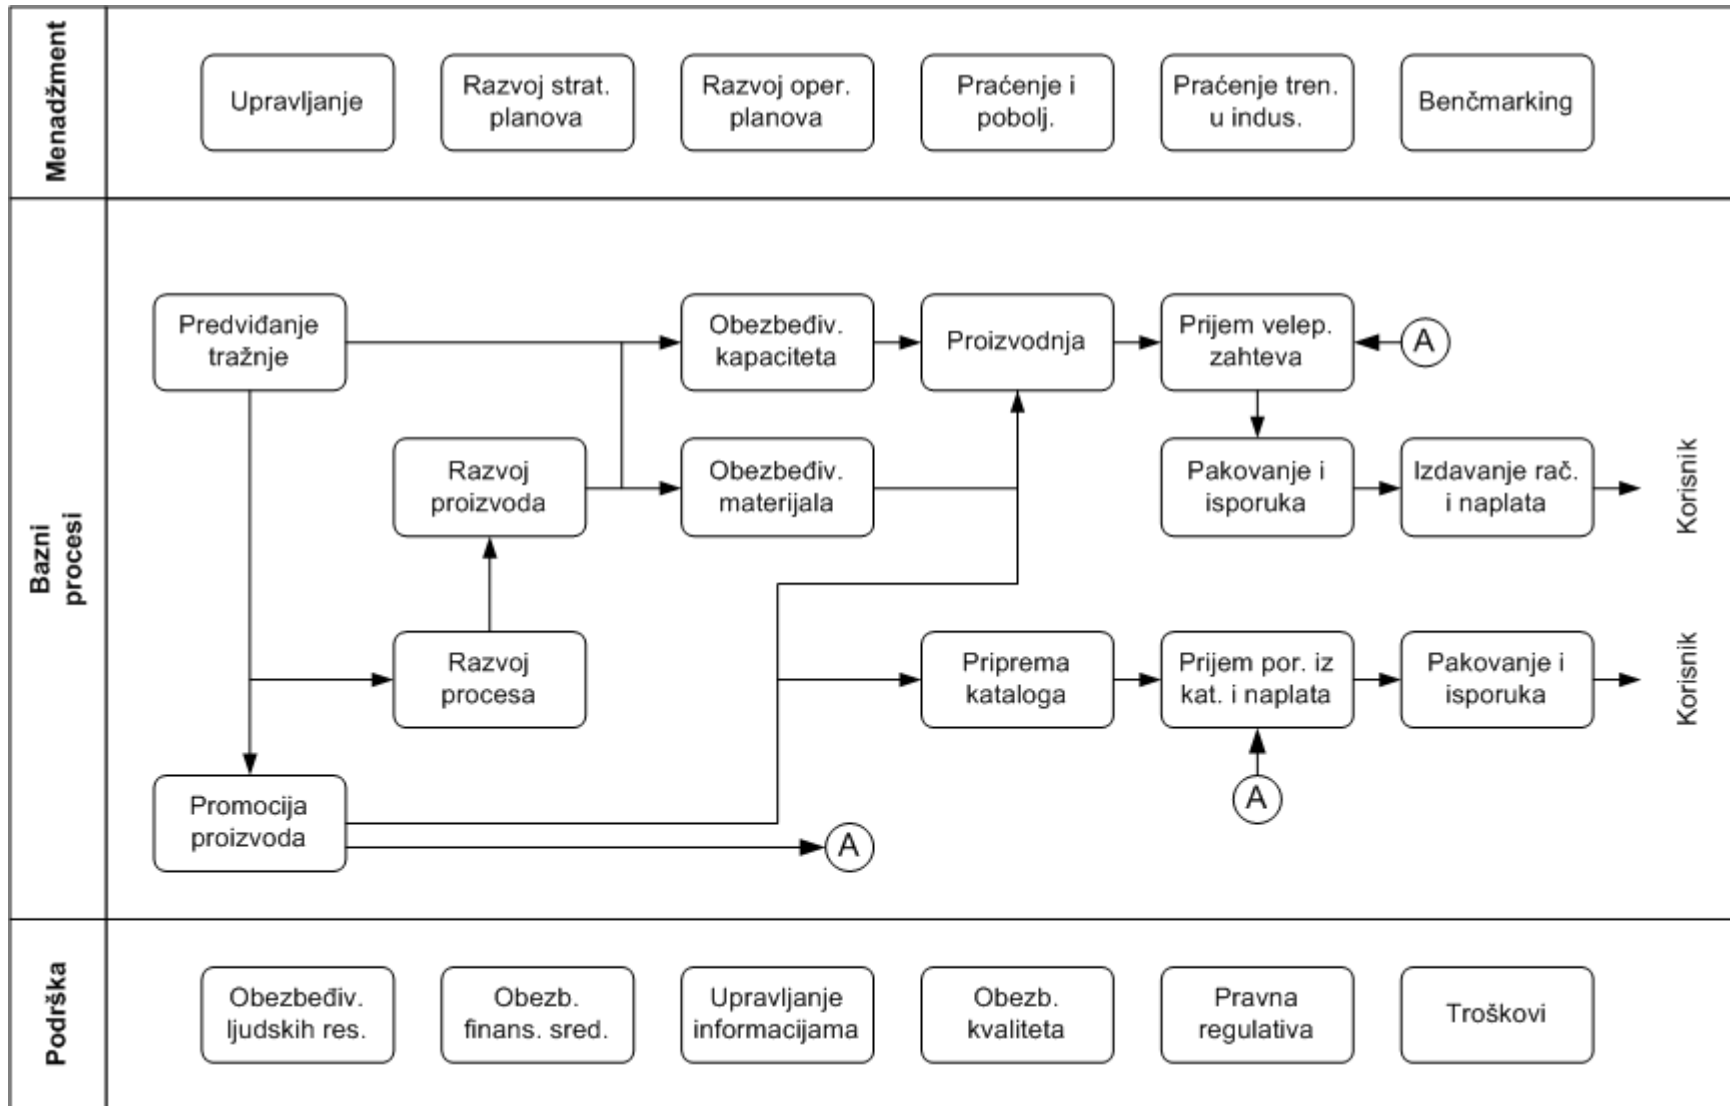 Menadžment
Upravljanje
Razvoj strat.
planova
Razvoj oper.
planova
Praćenje i
pobolj.
Praćenje tren.
u indus.
Benčmarking
Bazni
procesi
Predviđanje
tražnje
Obezbeđiv.
kapaciteta
Proizvodnja
Prijem velep.
zahteva
A
Razvoj
proizvoda
Obezbeđiv.
materijala
Pakovanje i
isporuka
Izdavanje rač.
i naplata
Korisnik
Razvoj
procesa
Priprema
kataloga
Prijem por. iz
kat. i naplata
Pakovanje i
isporuka
Korisnik
Promocija
proizvoda
A
A
Podrška
Obezbeđiv.
ljudskih res.
Obezb.
finans. sred.
Upravljanje
informacijama
Obezb.
kvaliteta
Pravna
regulativa
Troškovi